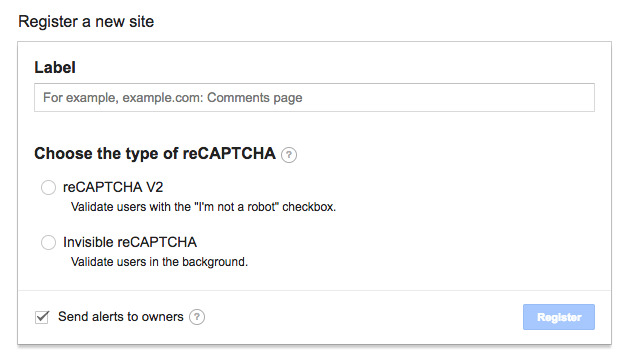 Register a new site
Label
For example, example.com: Comments page
Choose the type of reCAPTCHA ?
reCAPTCHA V2
Validate users with the "I'm not a robot" checkbox.
Invisible reCAPTCHA
Validate users in the background.
Send alerts to owners ?
Register